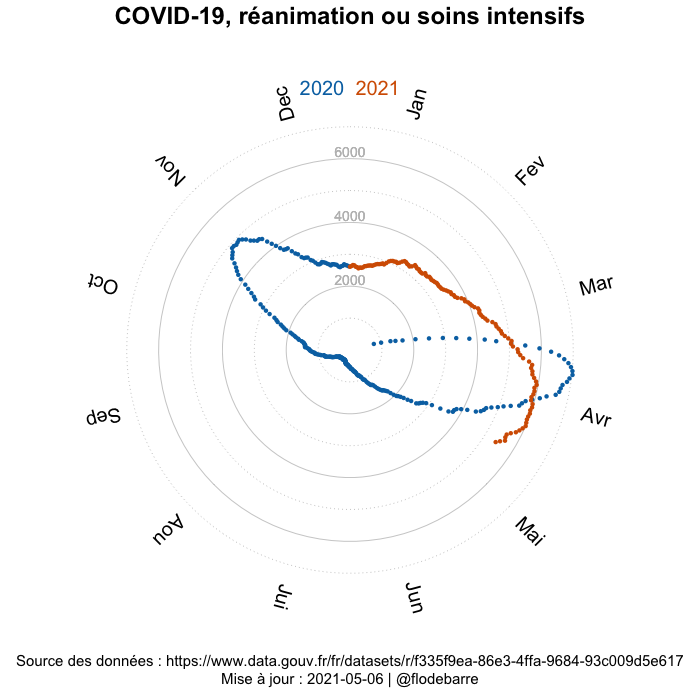 COVID-19, réanimation ou soins intensifs
2020 2021
Jan
Fev
Mar
Avr
Mai
Jun
Jui
Aou
Sep
Oct
Nov
Dec
6000
4000
2000
Source des données : https://www.data.gouv.fr/fr/datasets/r/f335f9ea-86e3-4ffa-9684-93c009d5e617
Mise à jour : 2021-05-06 | @flodebarre